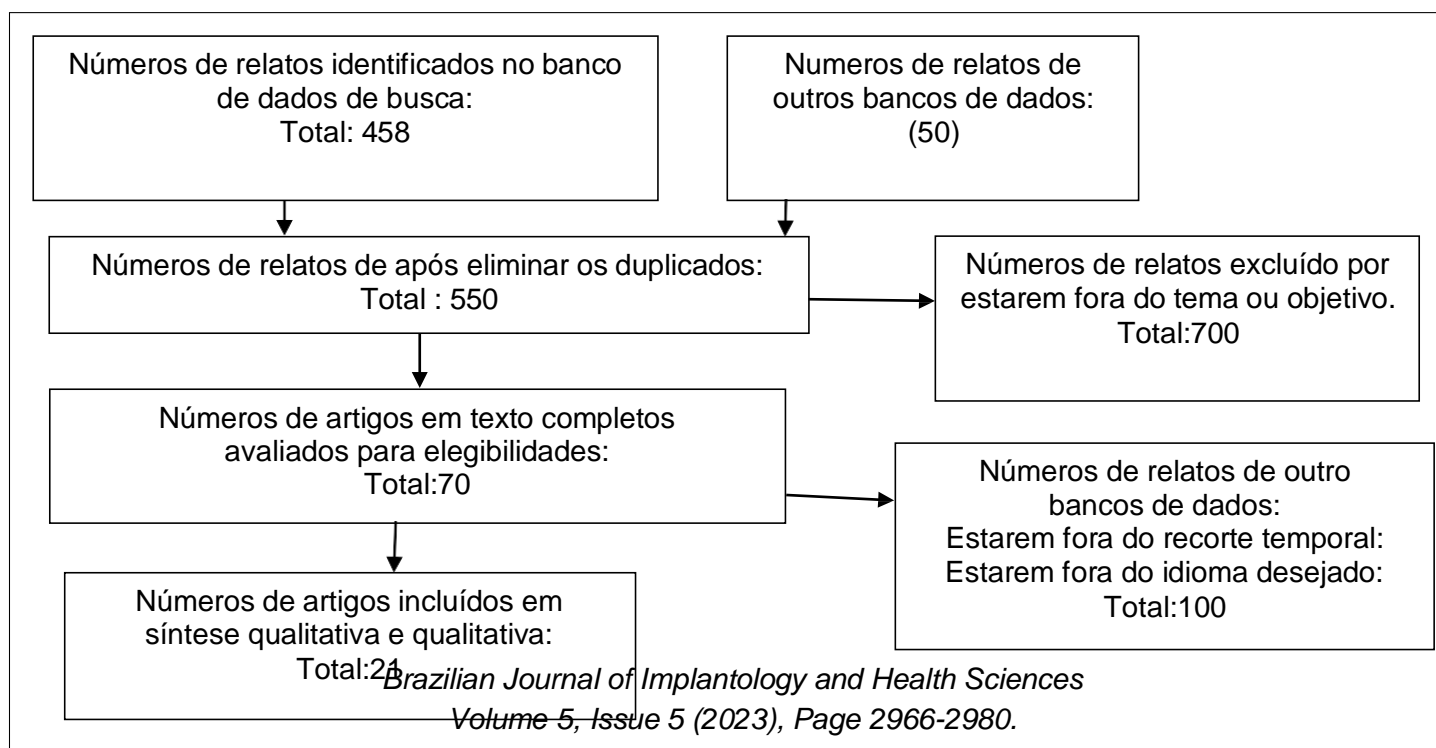 Números de relatos identificados no banco
de dados de busca:
Total: 458
Numeros de relatos de
outros bancos de dados:
(50)
Números de relatos de após eliminar os duplicados:
Total : 550
Números de relatos excluído por
estarem fora do tema ou objetivo.
Total:700
Números de artigos em texto completos
avaliados para elegibilidades:
Total:70
Números de relatos de outro
bancos de dados:
Estarem fora do recorte temporal:
Estarem fora do idioma desejado:
Total:100
Números de artigos incluídos em
síntese qualitativa e qualitativa:
Total:21
Brazilian Journal of Implantology and Health Sciences
Volume 5, Issue 5 (2023), Page 2966-2980.